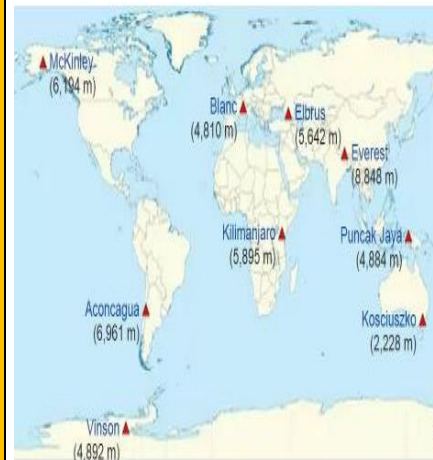 McKinley
(6,194 m)
Blanc
(4,810 m)
Elbrus
(5,642 m)
Everest
(8,848 m)
Kilimanjaro
(5,895 m)
Puncak Jaya
(4,884 m)
Aconcagua
(6,961 m)
Kosciuszko
(2,228 m)
Vinson
(4,892 m)